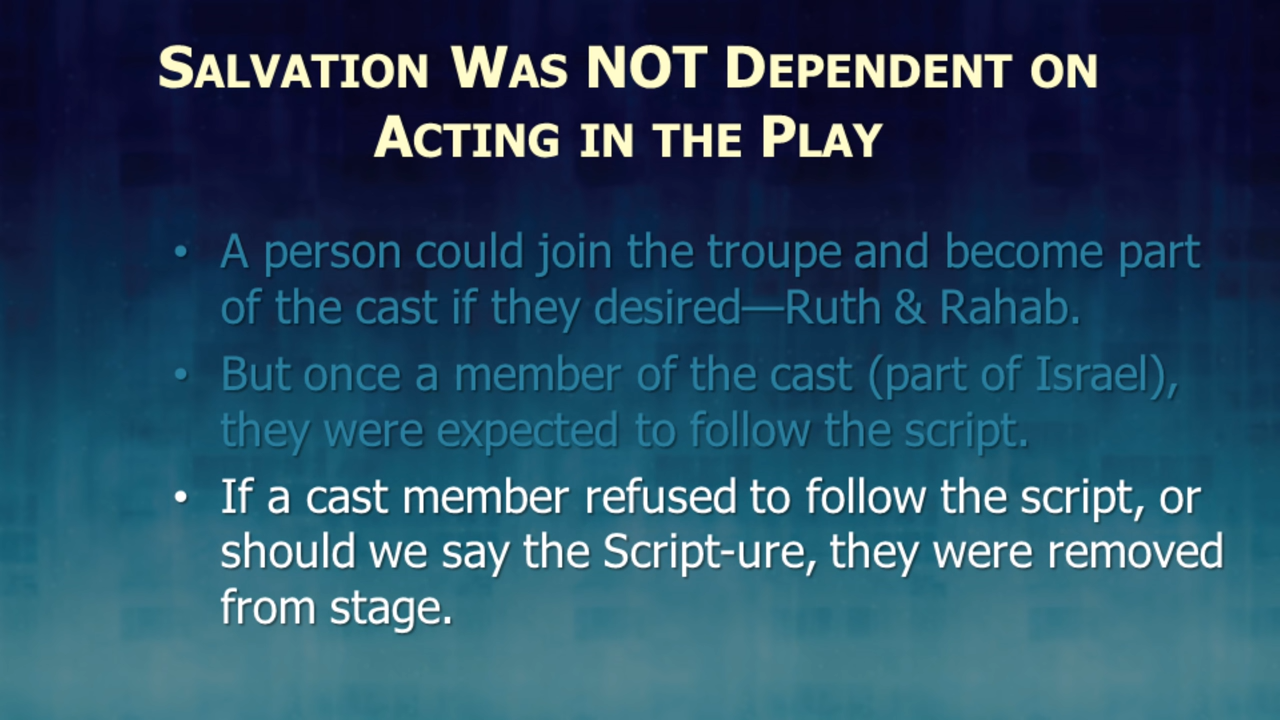 SALVATION WAS NOT DEPENDENT ON
ACTING IN THE PLAY
• A person could join the troupe and become part
of the cast if they desired—Ruth & Rahab.
• But once a member of the cast (part of Israel),
they were expected to follow the script.
• If a cast member refused to follow the script, or
should we say the Script-ure, they were removed
from stage.